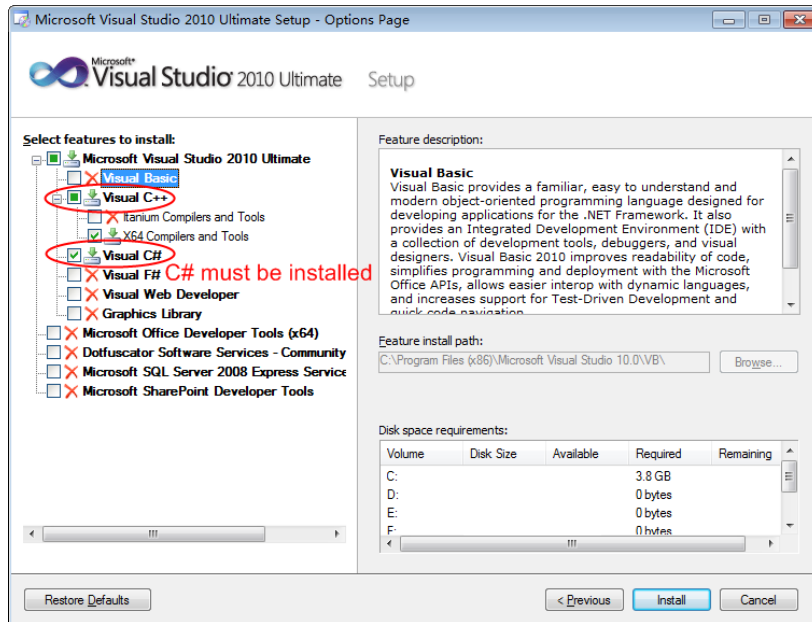 Microsoft Visual Studio 2010 Ultimate Setup - Options Page
Microsoft®
Visual Studio® 2010 Ultimate Setup
Select features to install:
Microsoft Visual Studio 2010 Ultimate
Visual Basic
Visual C++
Itanium Compilers and Tools
X64 Compilers and Tools
Visual C#
Visual F#
C# must be installed
Visual Web Developer
Graphics Library
Microsoft Office Developer Tools (x64)
Dotfuscator Software Services - Community
Microsoft SQL Server 2008 Express Service
Microsoft SharePoint Developer Tools
Feature description:
Visual Basic
Visual Basic provides a familiar, easy to understand and
modern object-oriented programming language designed for
developing applications for the .NET Framework. It also
provides an Integrated Development Environment (IDE) with
a collection of development tools, debuggers, and visual
designers. Visual Basic 2010 improves readability of code,
simplifies programming and deployment with the Microsoft
Office APIs, allows easier interop with dynamic languages,
and increases support for Test-Driven Development and
quick code navigation
Feature install path:
C:\Program Files (x86)\Microsoft Visual Studio 10.0\VB\
Browse...
Disk space requirements:
Volume Disk Size Available Required Remaining
C: 3.8 GB
D: 0 bytes
E: 0 bytes
F: 0 bytes
Restore Defaults
< Previous
Install
Cancel